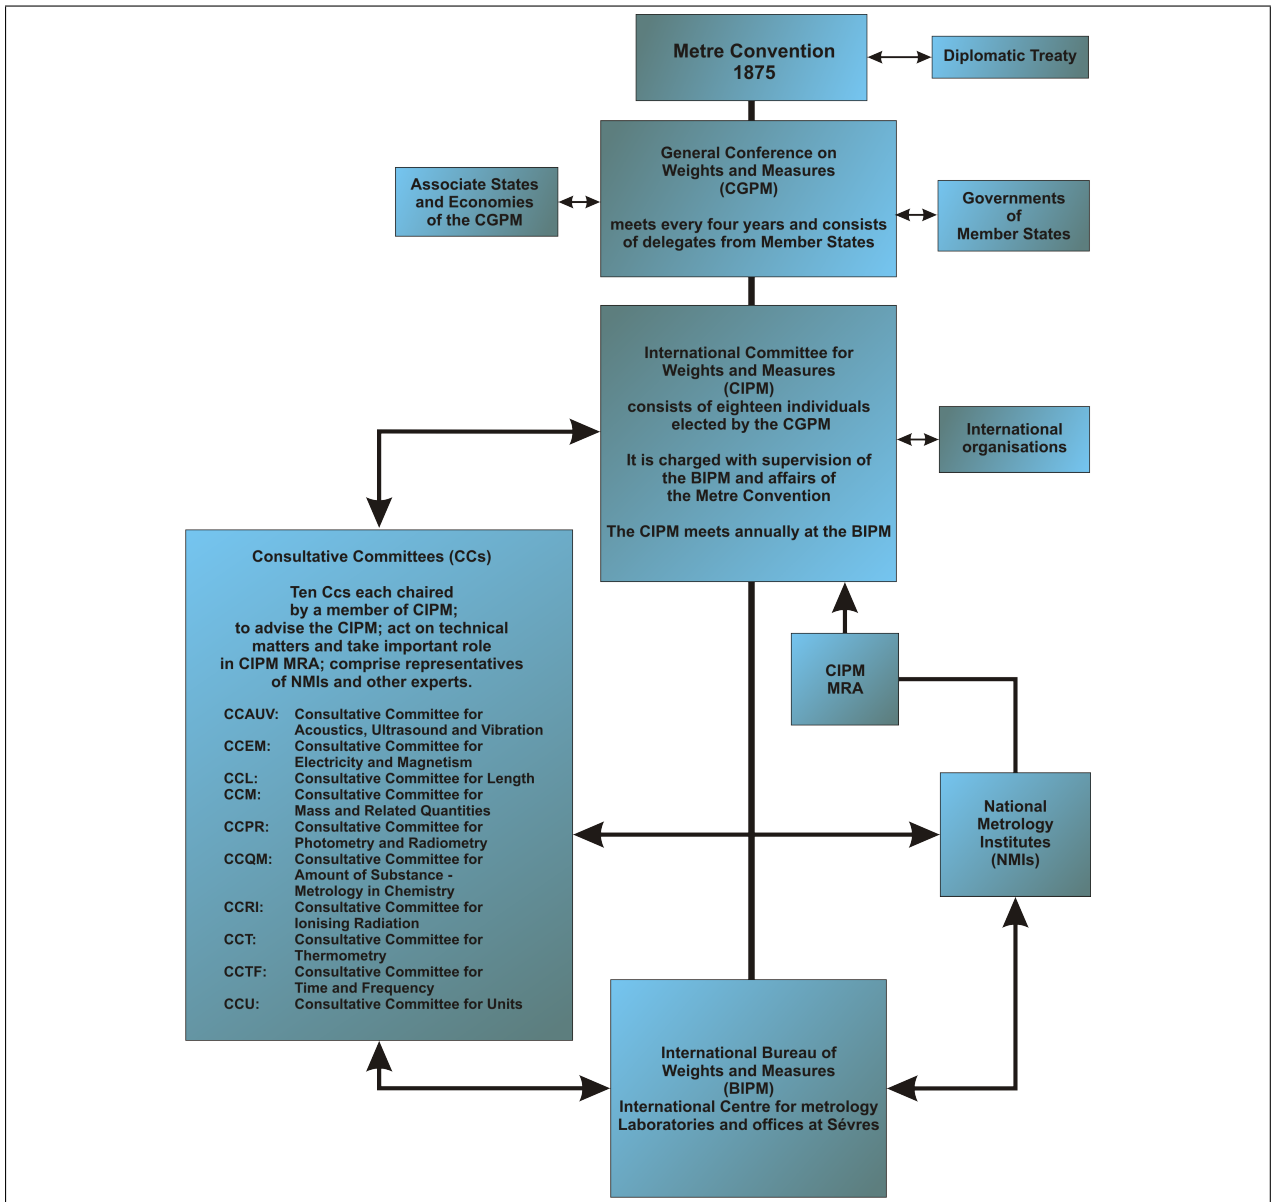 Metre Convention
1875
Diplomatic Treaty
General Conference on
Weights and Measures
(CGPM)
meets every four years and consists
of delegates from Member States
Associate States
and Economies
of the CGPM
Governments
of
Member States
International Committee for
Weights and Measures
(CIPM)
consists of eighteen individuals
elected by the CGPM
It is charged with supervision of
the BIPM and affairs of
the Metre Convention
The CIPM meets annually at the BIPM
International
organisations
Consultative Committees (CCs)
Ten Ccs each chaired
by a member of CIPM;
to advise the CIPM; act on technical
matters and take important role
in CIPM MRA; comprise representatives
of NMIs and other experts.
CCAUV: Consultative Committee for
Acoustics, Ultrasound and Vibration
CCEM: Consultative Committee for
Electricity and Magnetism
CCL: Consultative Committee for Length
CCM: Consultative Committee for
Mass and Related Quantities
CCPR: Consultative Committee for
Photometry and Radiometry
CCQM: Consultative Committee for
Amount of Substance -
Metrology in Chemistry
CCRI: Consultative Committee for
Ionising Radiation
CCT: Consultative Committee for
Thermometry
CCTF: Consultative Committee for
Time and Frequency
CCU: Consultative Committee for Units
CIPM
MRA
National
Metrology
Institutes
(NMIs)
International Bureau of
Weights and Measures
(BIPM)
International Centre for metrology
Laboratories and offices at Sévres